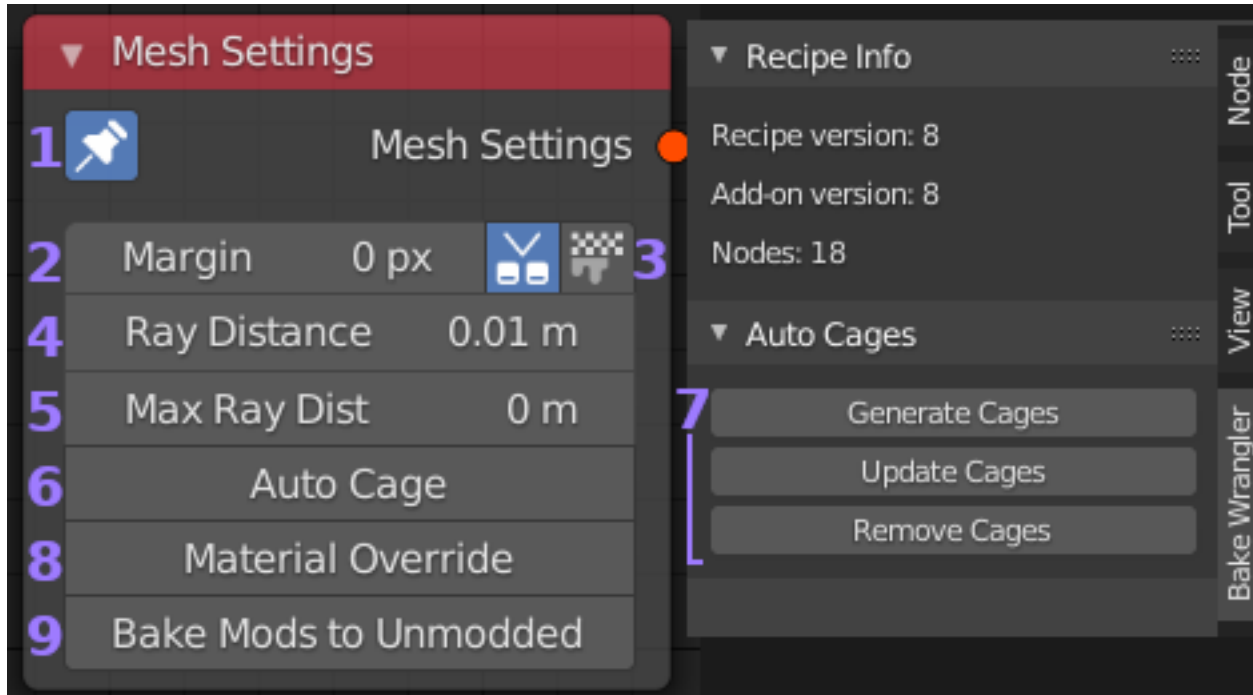 Mesh Settings
1 Mesh Settings
2 Margin 0 px 3
4 Ray Distance 0.01 m
5 Max Ray Dist 0 m
6 Auto Cage
8 Material Override
9 Bake Mods to Unmodded
Recipe Info
Recipe version: 8
Add-on version: 8
Nodes: 18
Auto Cages
7 Generate Cages
Update Cages
Remove Cages
Node
Tool
View
Bake Wrangler